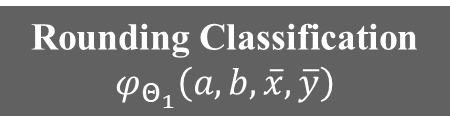 Rounding Classification
φ_Θ₁(a, b, x̄, ȳ)